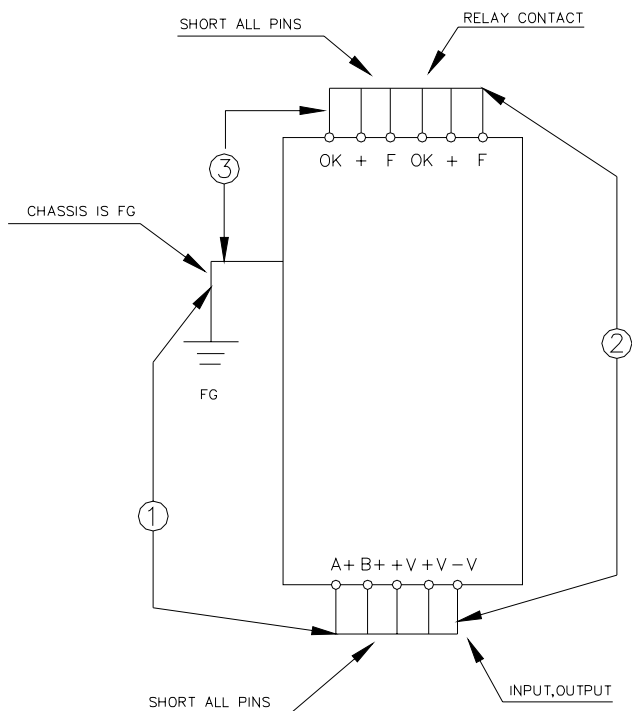 SHORT ALL PINS
RELAY CONTACT
OK + F OK + F
3
CHASSIS IS FG
2
FG
1
A+ B+ +V +V -V
INPUT,OUTPUT
SHORT ALL PINS